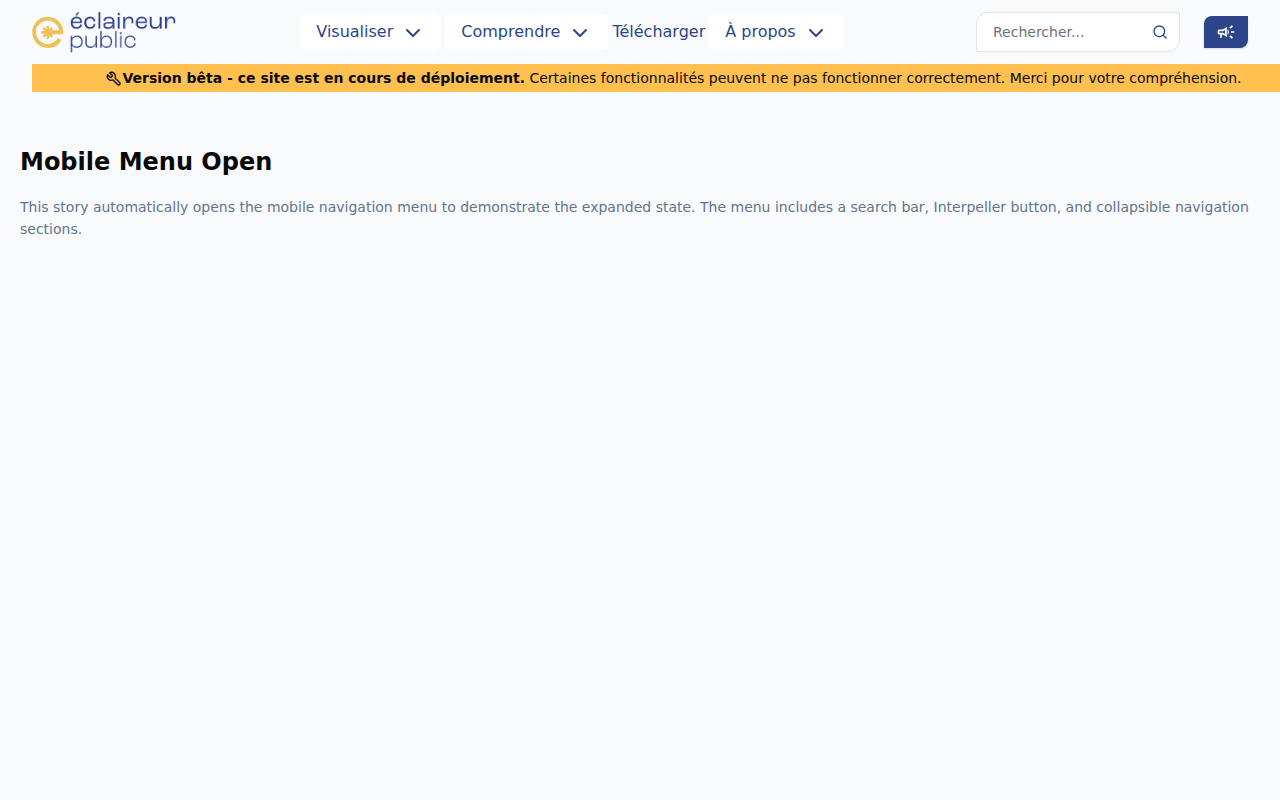 éclaireur
public
Visualiser
Comprendre
Télécharger
À propos
Rechercher...
Version bêta - ce site est en cours de déploiement. Certaines fonctionnalités peuvent ne pas fonctionner correctement. Merci pour votre compréhension.
Mobile Menu Open
This story automatically opens the mobile navigation menu to demonstrate the expanded state. The menu includes a search bar, Interpeller button, and collapsible navigation
sections.